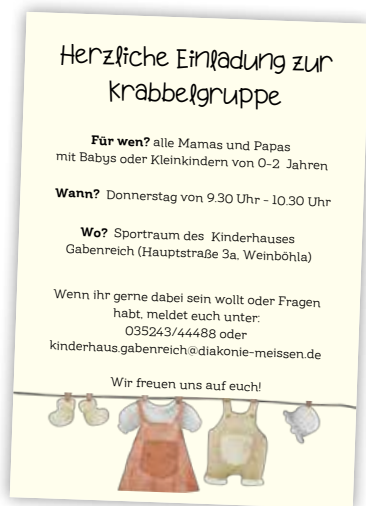 Herzliche Einladung zur
Krabbelgruppe
Für wen? alle Mamas und Papas
mit Babys oder Kleinkindern von 0-2 Jahren
Wann? Donnerstag von 9.30 Uhr - 10.30 Uhr
Wo? Sportraum des Kinderhauses
Gabenreich (Hauptstraße 3a, Weinböhla)
Wenn ihr gerne dabei sein wollt oder Fragen
habt, meldet euch unter:
035243/44488 oder
kinderhaus.gabenreich@diakonie-meissen.de
Wir freuen uns auf euch!